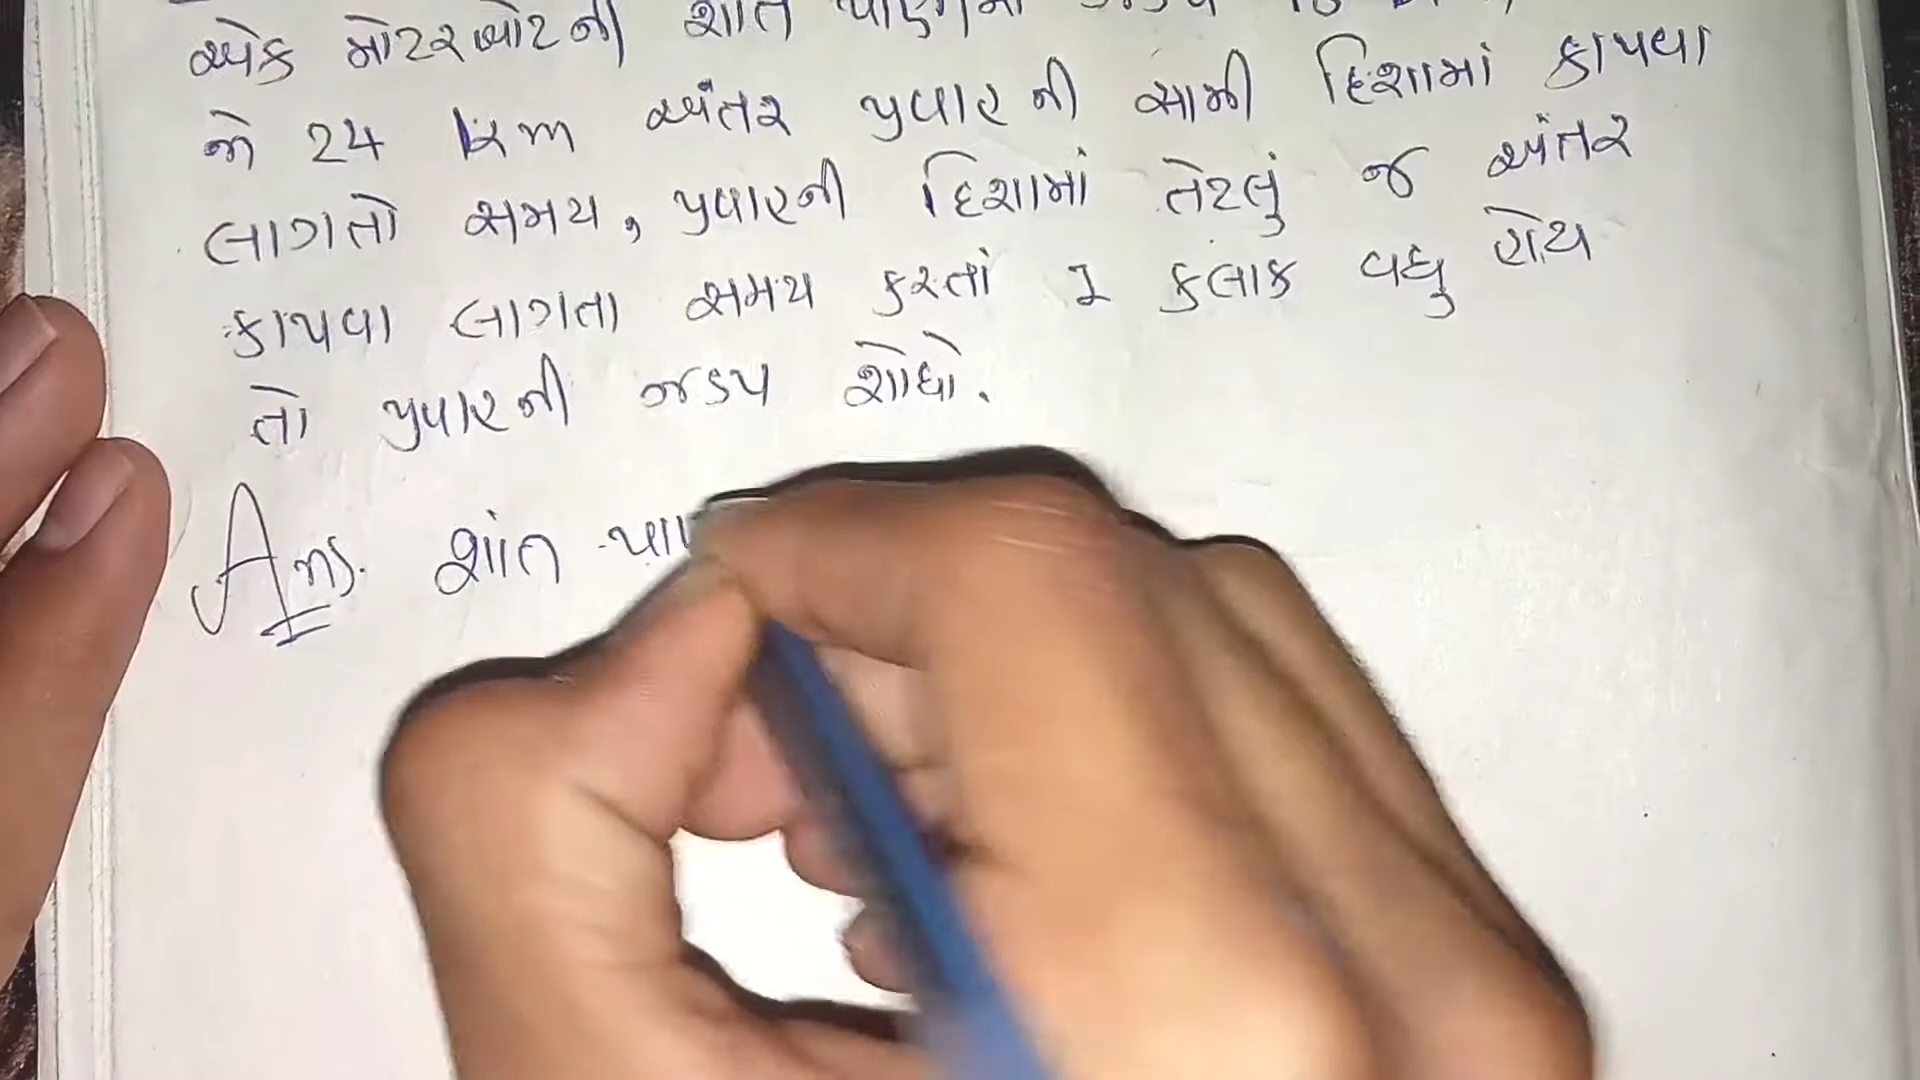 એક મોટરબોટની શાંત
જો 24 km અંતર પ્રવાહની સામી દિશામાં કાપવા
લાગતો સમય, પ્રવાહની દિશામાં તેટલું જ અંતર
કાપવા લાગતા સમય કરતાં 1 કલાક વધુ હોય
તો પ્રવાહની ઝડપ શોધો.
Ans. શાંત